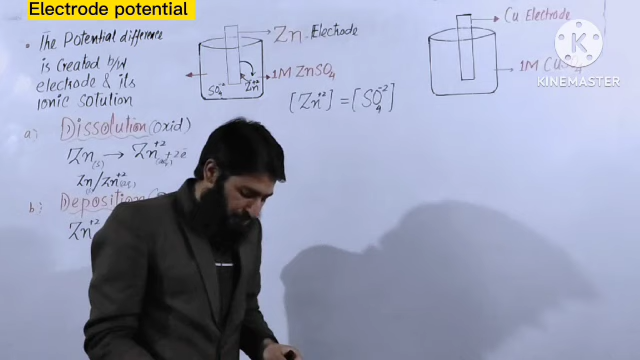 Electrode potential
• The Potential difference
is Created b/w
electrode & its
ionic solution
a) Dissolution (oxid)
Zn(s) → Zn+2(aq) + 2e-
Zn/Zn+2(aq)
b: Deposition
Zn+2
Zn Electrode
1M ZnSO4
SO4-2 Zn+2
[Zn+2] = [SO4-2]
Cu Electrode
1M
KINEMASTER